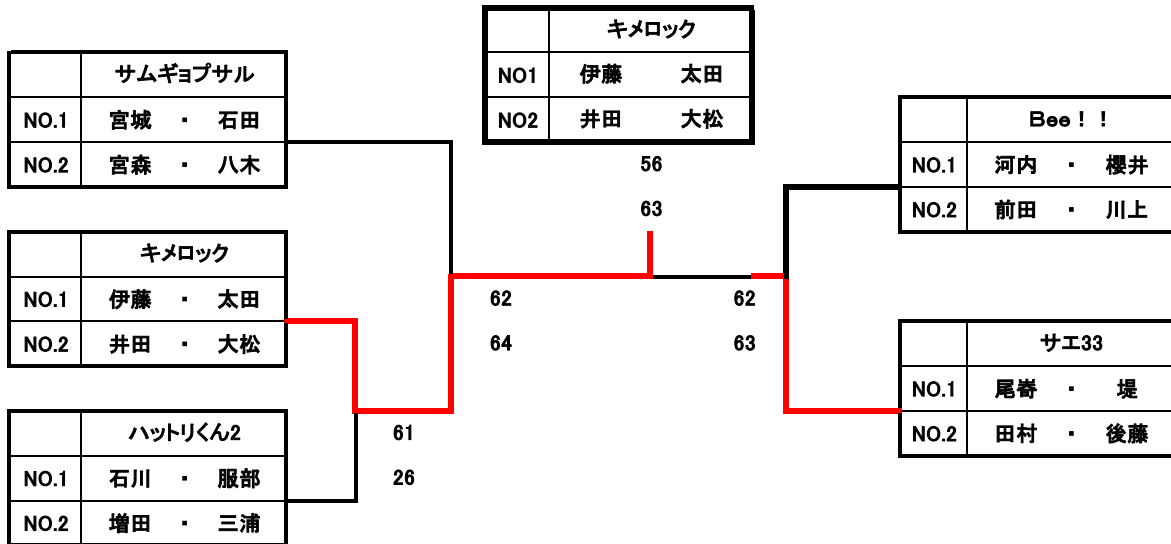 キメロック
NO1 伊藤 太田
NO2 井田 大松
サムギョプサル
NO.1 宮城 ・ 石田
NO.2 宮森 ・ 八木
キメロック
NO.1 伊藤 ・ 太田
NO.2 井田 ・ 大松
ハットリくん2
NO.1 石川 ・ 服部
NO.2 増田 ・ 三浦
61
26
62
64
56
63
62
63
Bee！！
NO.1 河内 ・ 櫻井
NO.2 前田 ・ 川上
サエ33
NO.1 尾嵜 ・ 堤
NO.2 田村 ・ 後藤